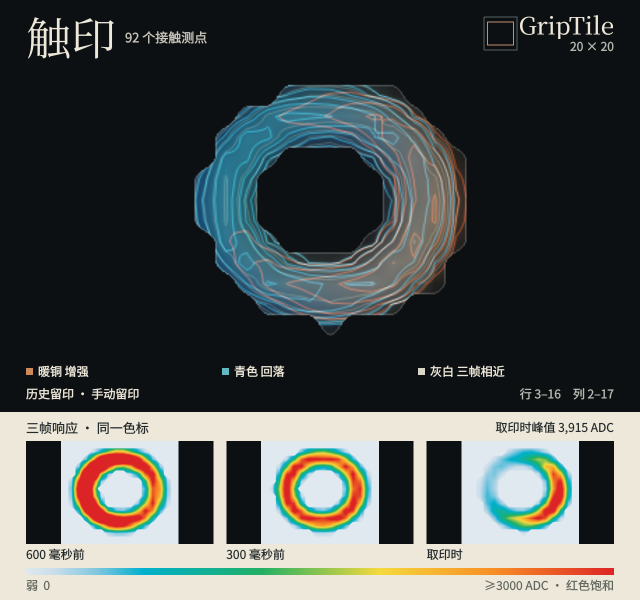 触印 92 个接触测点
GripTile
20 × 20
暖铜 增强 青色 回落 灰白 三帧相近
历史留印 · 手动留印 行 3–16 列 2–17
三帧响应 · 同一色标 取印时峰值 3,915 ADC
600 毫秒前 300 毫秒前 取印时
弱 0 ≥3000 ADC · 红色饱和